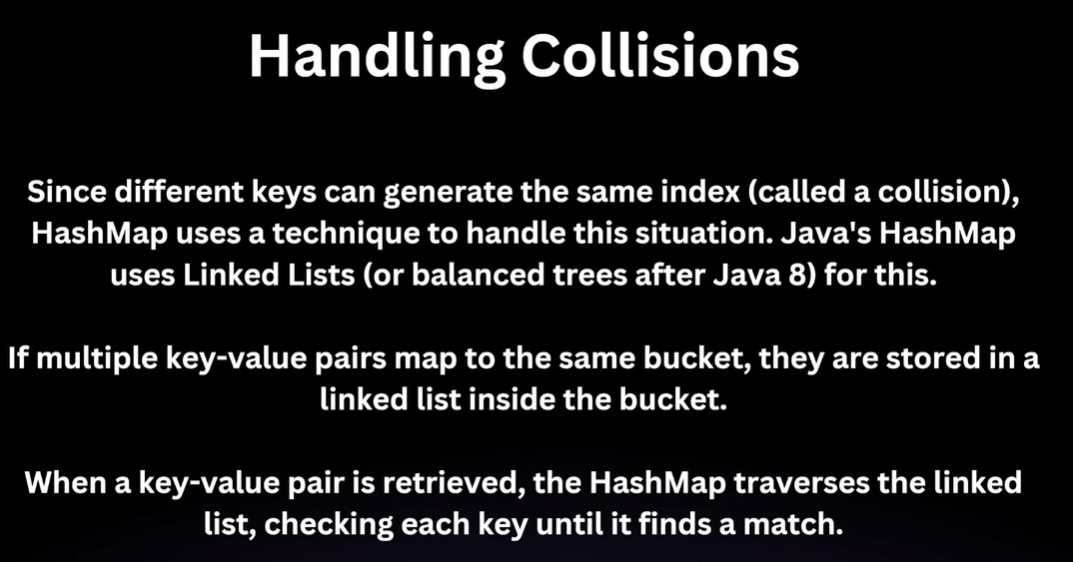 Handling Collisions
Since different keys can generate the same index (called a collision),
HashMap uses a technique to handle this situation. Java's HashMap
uses Linked Lists (or balanced trees after Java 8) for this.
If multiple key-value pairs map to the same bucket, they are stored in a
linked list inside the bucket.
When a key-value pair is retrieved, the HashMap traverses the linked
list, checking each key until it finds a match.